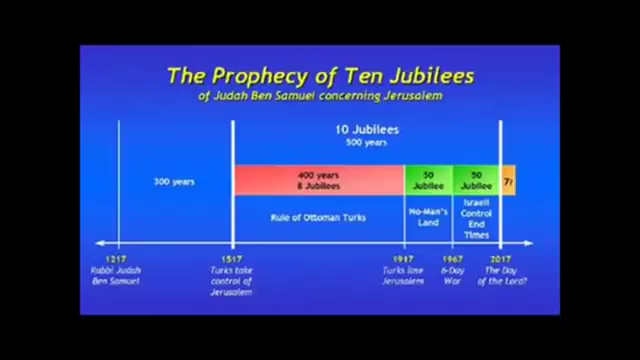 The Prophecy of Ten Jubilees
of Judah Ben Samuel concerning Jerusalem
10 Jubilees
500 years
300 years
400 years
8 Jubilees
50
Jubilee
50
Jubilee
7?
Rule of Ottoman Turks
No-Man's
Land
Israeli
Control
End
Times
1217
Rabbi Judah
Ben Samuel
1517
Turks take
control of
Jerusalem
1917
Turks lose
Jerusalem
1967
6-Day
War
2017
The Day
of the Lord?